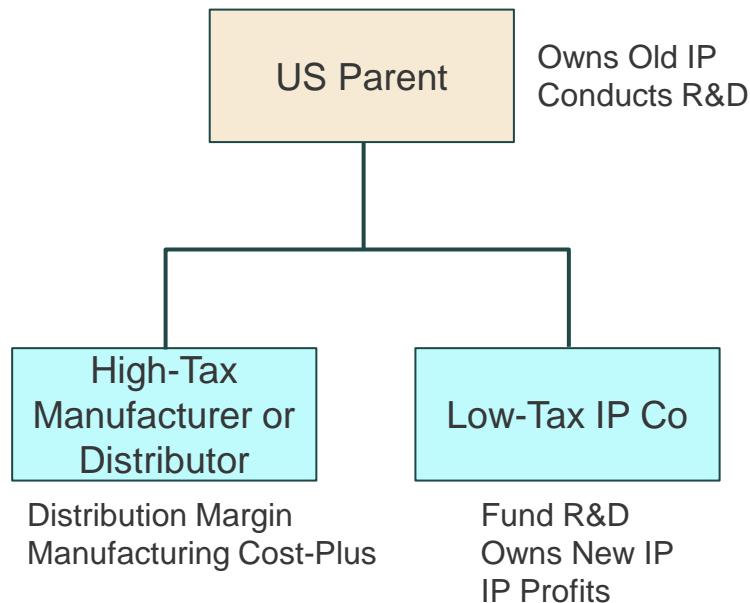 US Parent
Owns Old IP
Conducts R&D
High-Tax
Manufacturer or
Distributor
Low-Tax IP Co
Distribution Margin
Manufacturing Cost-Plus
Fund R&D
Owns New IP
IP Profits